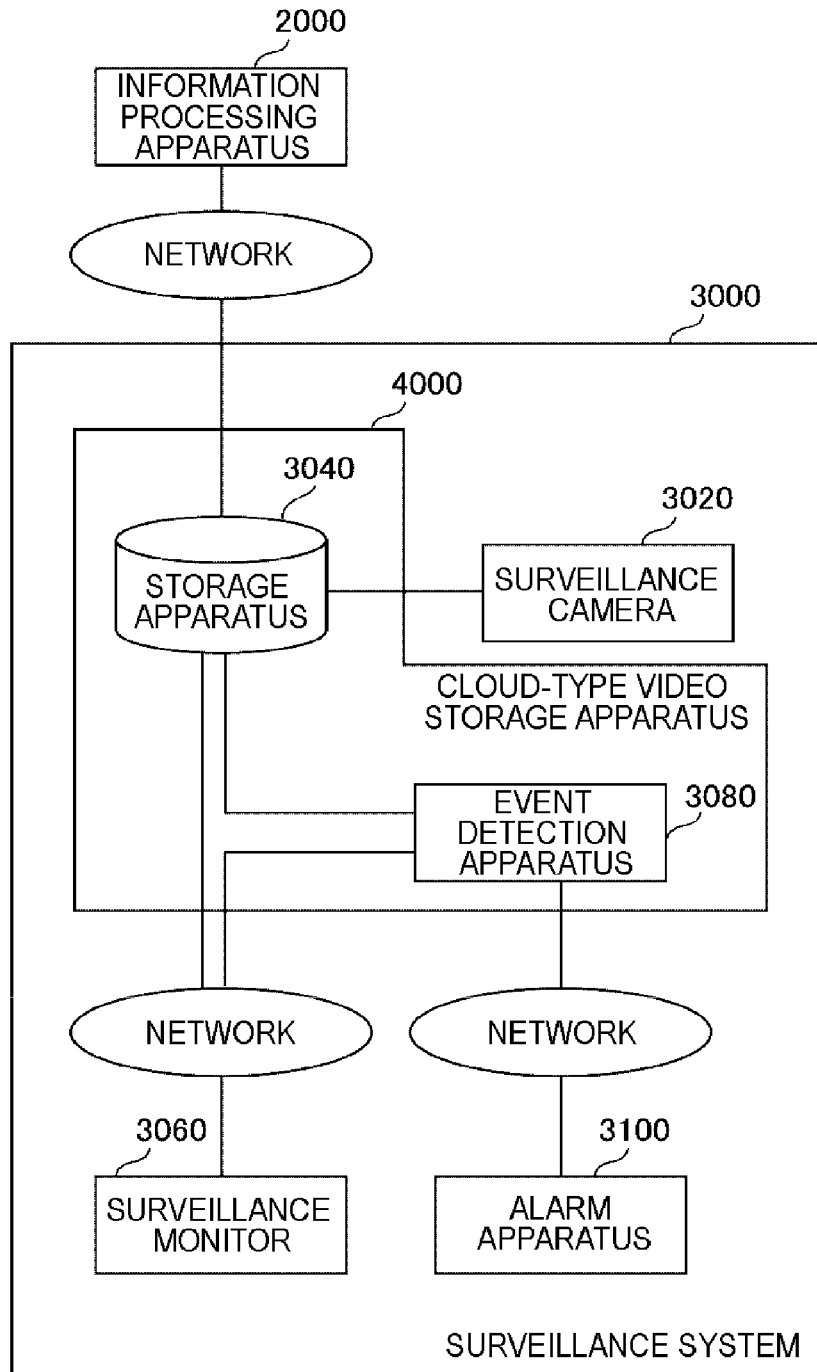 2000
INFORMATION
PROCESSING
APPARATUS
NETWORK
3000
4000
3040
STORAGE
APPARATUS
3020
SURVEILLANCE
CAMERA
CLOUD-TYPE VIDEO
STORAGE APPARATUS
EVENT
DETECTION
APPARATUS
3080
NETWORK
NETWORK
3060
SURVEILLANCE
MONITOR
3100
ALARM
APPARATUS
SURVEILLANCE SYSTEM